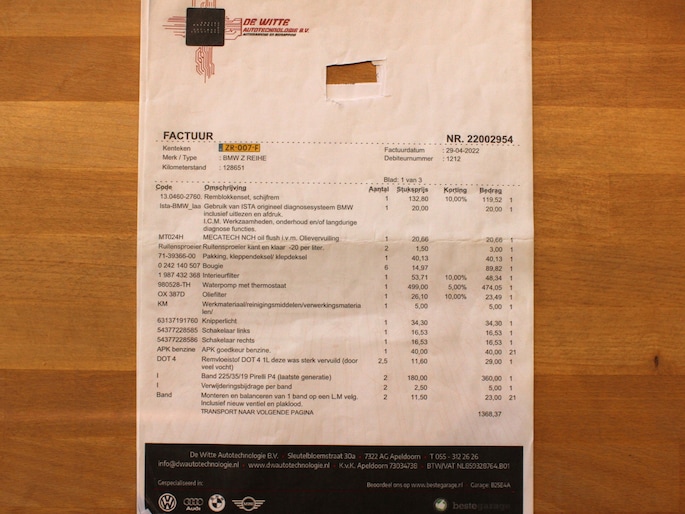 DE WITTE
AUTOTECHNOLOGIE B.V.
FACTUUR NR. 22002954
Kenteken : ZR-007-F Factuurdatum : 29-04-2022
Merk / Type : BMW Z REIHE Debiteurnummer : 1212
Kilometerstand : 128651
Blad: 1 van 3
Code Omschrijving Aantal Stuksprijs Korting Bedrag
13.0460-2760. Remblokkenset, schijfrem 1 132,80 10,00% 119,52 1
Ista-BMW_laa Gebruik van ISTA origineel diagnosesysteem BMW 1 20,00 20,00 1
inclusief uitlezen en afdruk.
I.C.M. Werkzaamheden, onderhoud en/of langdurige
diagnose functies.
MT024H MECATECH NCH oil flush i.v.m. Olievervuiling 1 20,66 20,66 1
Ruitensproeier Ruitensproeier kant en klaar -20 per liter. 2 1,50 3,00 1
71-39366-00 Pakking, kleppendeksel/ klepdeksel 1 40,13 40,13 1
0 242 140 507 Bougie 6 14,97 89,82 1
1 987 432 368 Interieurfilter 1 53,71 10,00% 48,34 1
980528-TH Waterpomp met thermostaat 1 499,00 5,00% 474,05 1
OX 387D Oliefilter 1 26,10 10,00% 23,49 1
KM Werkmateriaal/reinigingsmiddelen/verwerkingsmateria 1 5,00 5,00 1
len/
63137191760 Knipperlicht 1 34,30 34,30 1
54377228585 Schakelaar links 1 16,53 16,53 1
54377228586 Schakelaar rechts 1 16,53 16,53 1
APK benzine APK goedkeur benzine. 1 40,00 40,00 21
DOT 4 Remvloeistof DOT 4 1L deze was sterk vervuild (door 2,5 11,60 29,00 1
veel vocht)
I Band 225/35/19 Pirelli P4 (laatste generatie) 2 180,00 360,00 1
I Verwijderingsbijdrage per band 2 2,50 5,00 1
Band Monteren en balanceren van 1 band op een L.M velg. 2 11,50 23,00 21
Inclusief nieuw ventiel en plaklood.
TRANSPORT NAAR VOLGENDE PAGINA 1368,37
De Witte Autotechnologie B.V. · Sleutelbloemstraat 30a · 7322 AG Apeldoorn · T 055 - 312 26 26
info@dwautotechnologie.nl · www.dwautotechnologie.nl · K.v.K. Apeldoorn 73034738 · BTW/VAT NL859328764.B01
Gespecialiseerd in: Beoordeel ons op www.bestegarage.nl Garage: B25E4A
Audi MINI bestegarage